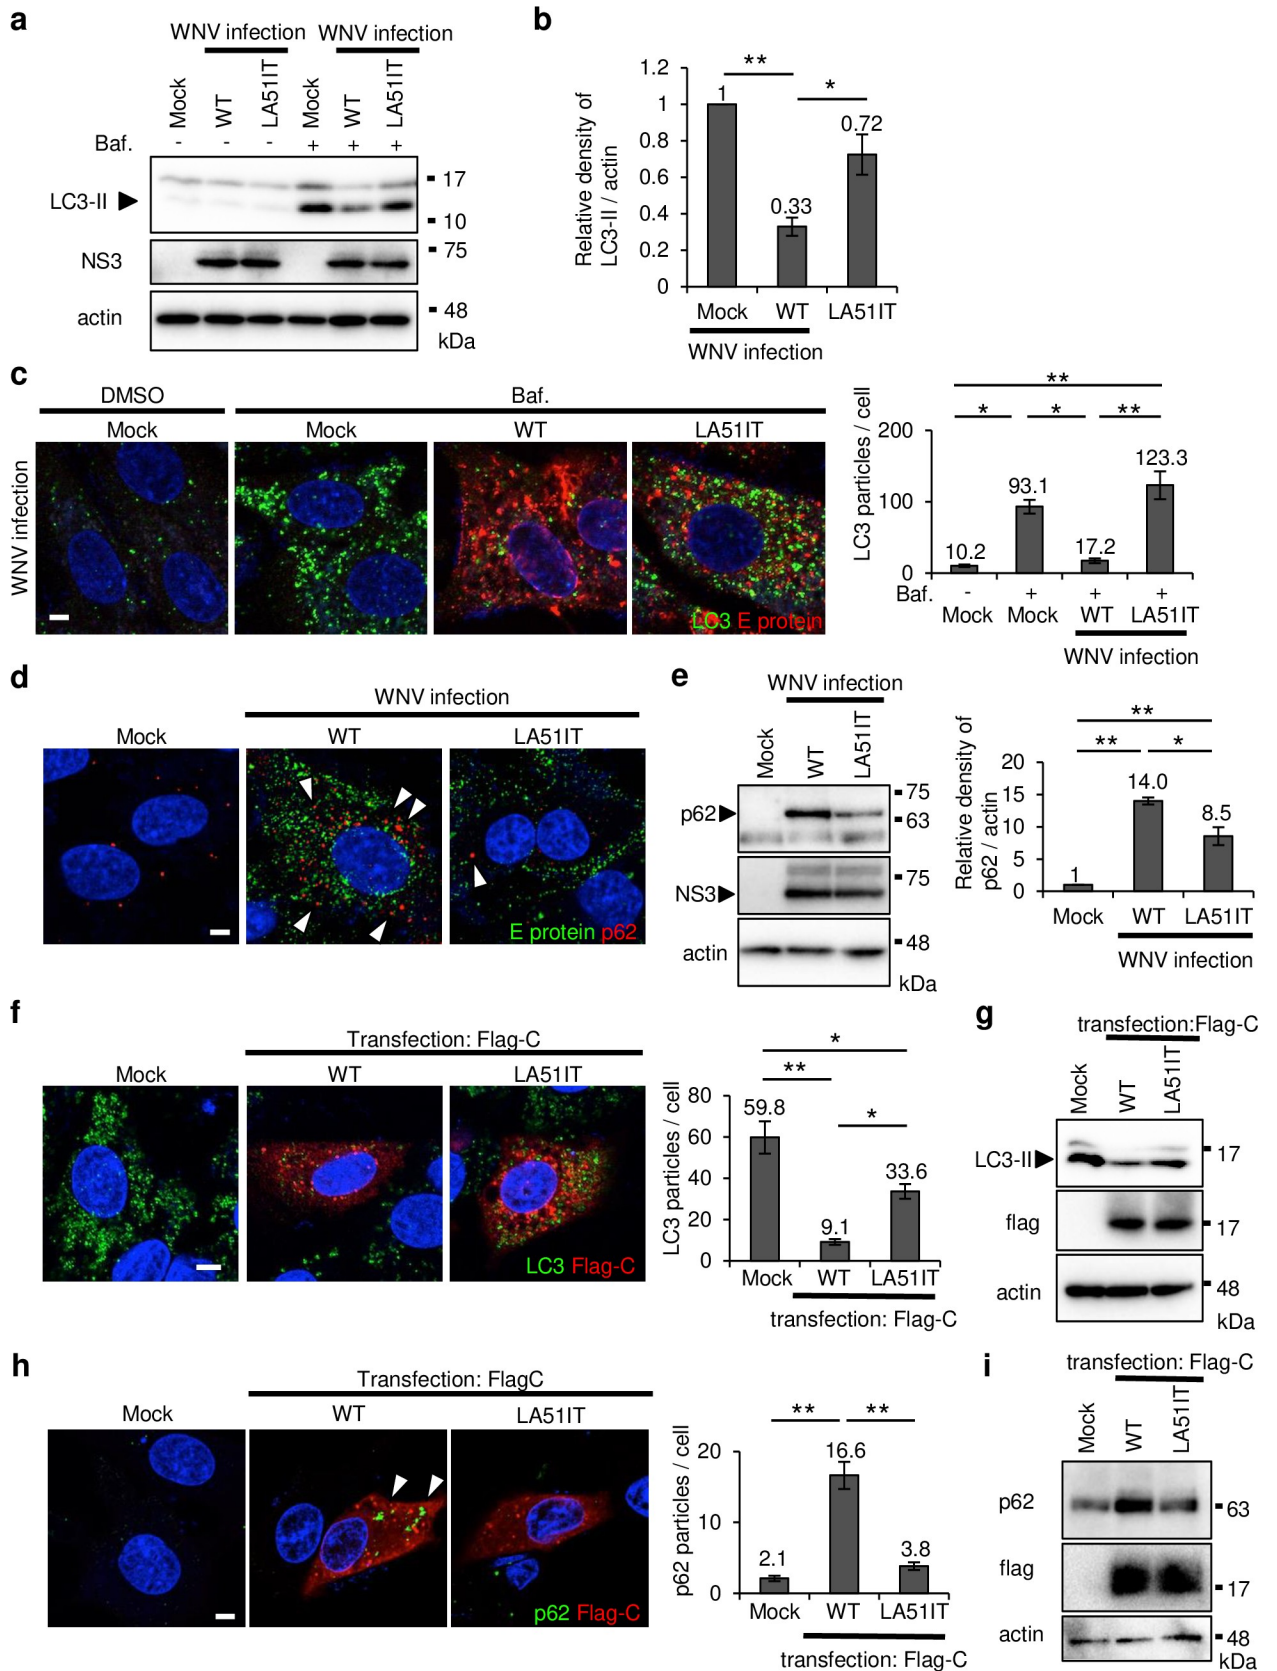 a
WNV infection WNV infection
Mock WT LA51IT Mock WT LA51IT
Baf. - - - + + +
LC3-II
17
10
NS3
75
actin
48
kDa
b
Relative density of
LC3-II / actin
1.2
1
0.8
0.6
0.4
0.2
0
** *
1 0.33 0.72
Mock WT LA51IT
WNV infection
c
DMSO Baf.
Mock Mock WT LA51IT
WNV infection
LC3 E protein
LC3 particles / cell
**
* * **
200
100
0
10.2 93.1 17.2 123.3
Baf. - + + +
Mock Mock WT LA51IT
WNV infection
d
WNV infection
Mock WT LA51IT
E protein p62
e
WNV infection
Mock WT LA51IT
p62
75
63
NS3
75
actin
48
kDa
Relative density of
p62 / actin
**
** *
20
15
10
5
0
1 14.0 8.5
Mock WT LA51IT
WNV infection
f
Transfection: Flag-C
Mock WT LA51IT
LC3 Flag-C
LC3 particles / cell
*
**
*
80
60
40
20
0
59.8 9.1 33.6
Mock WT LA51IT
transfection: Flag-C
g
transfection:Flag-C
Mock WT LA51IT
LC3-II
17
flag
17
actin
48
kDa
h
Transfection: FlagC
Mock WT LA51IT
p62 Flag-C
p62 particles / cell
** **
20
10
0
2.1 16.6 3.8
Mock WT LA51IT
transfection: Flag-C
i
transfection: Flag-C
Mock WT LA51IT
p62
63
flag
17
actin
48
kDa